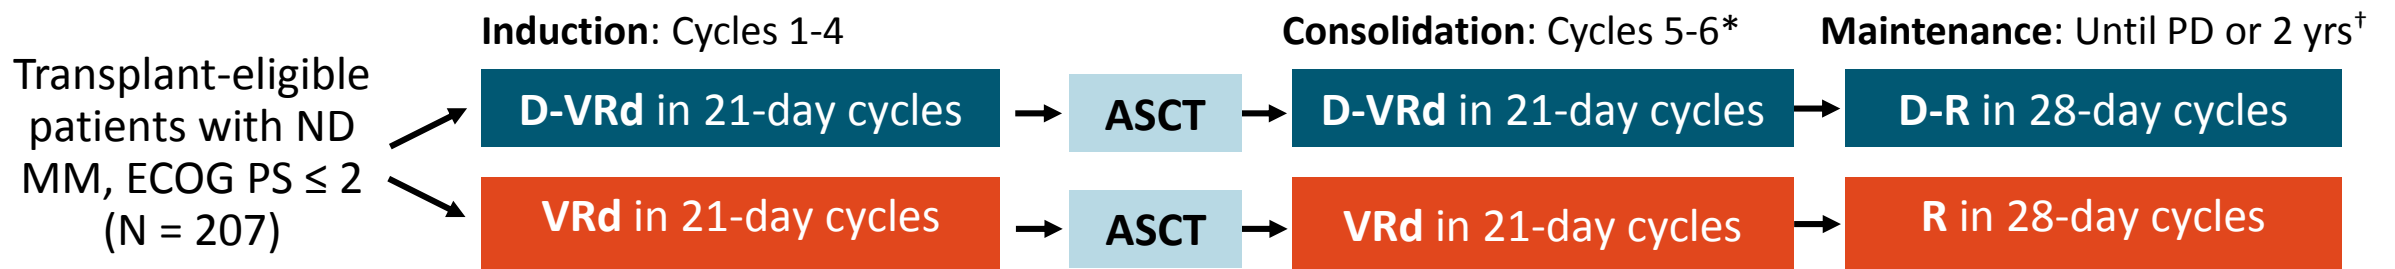 Transplant-eligible
patients with ND
MM, ECOG PS ≤ 2
(N = 207)
Induction: Cycles 1-4
D-VRd in 21-day cycles
VRd in 21-day cycles
ASCT
ASCT
Consolidation: Cycles 5-6*
D-VRd in 21-day cycles
VRd in 21-day cycles
Maintenance: Until PD or 2 yrs†
D-R in 28-day cycles
R in 28-day cycles